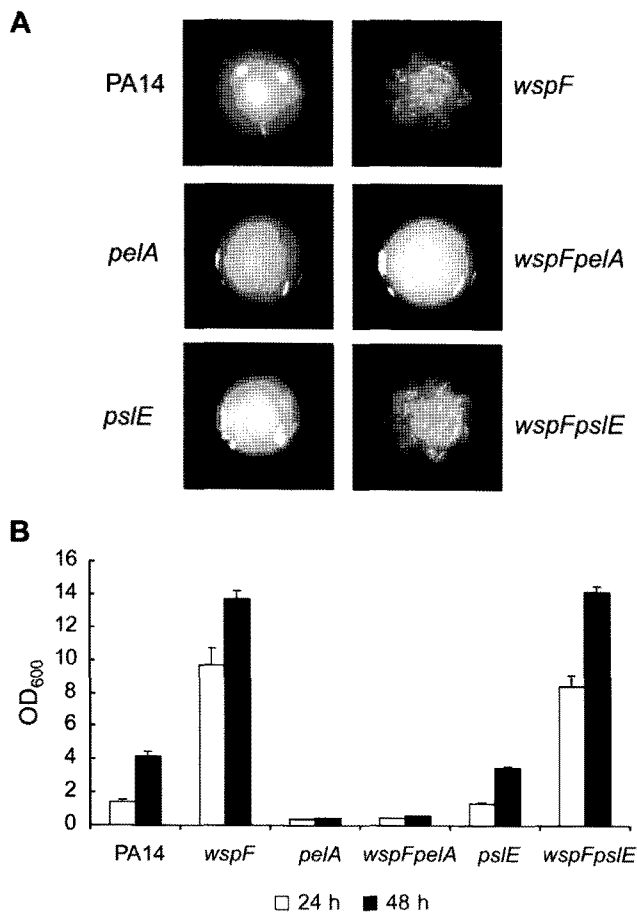 A
PA14
wspF
pelA
wspFpelA
pslE
wspFpslE
B
16
14
12
10
8
6
4
2
0
OD600
PA14 wspF pelA wspFpelA pslE wspFpslE
24 h 48 h